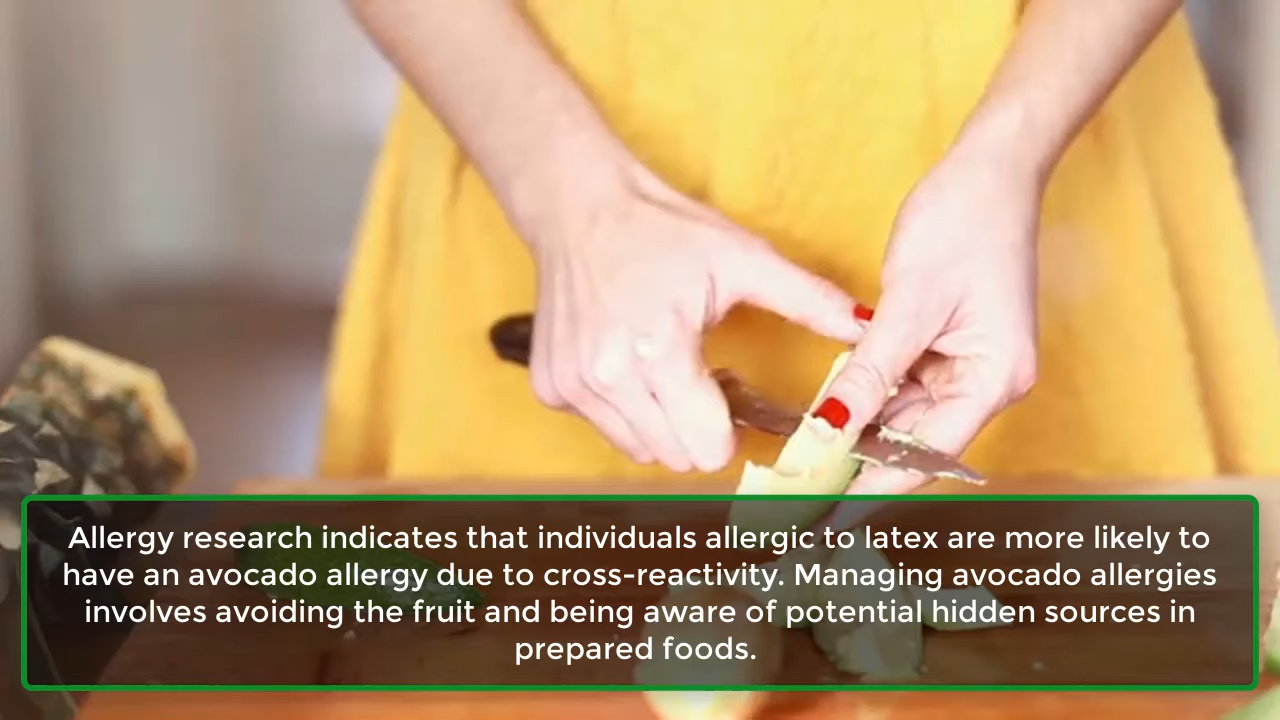 Allergy research indicates that individuals allergic to latex are more likely to
have an avocado allergy due to cross-reactivity. Managing avocado allergies
involves avoiding the fruit and being aware of potential hidden sources in
prepared foods.